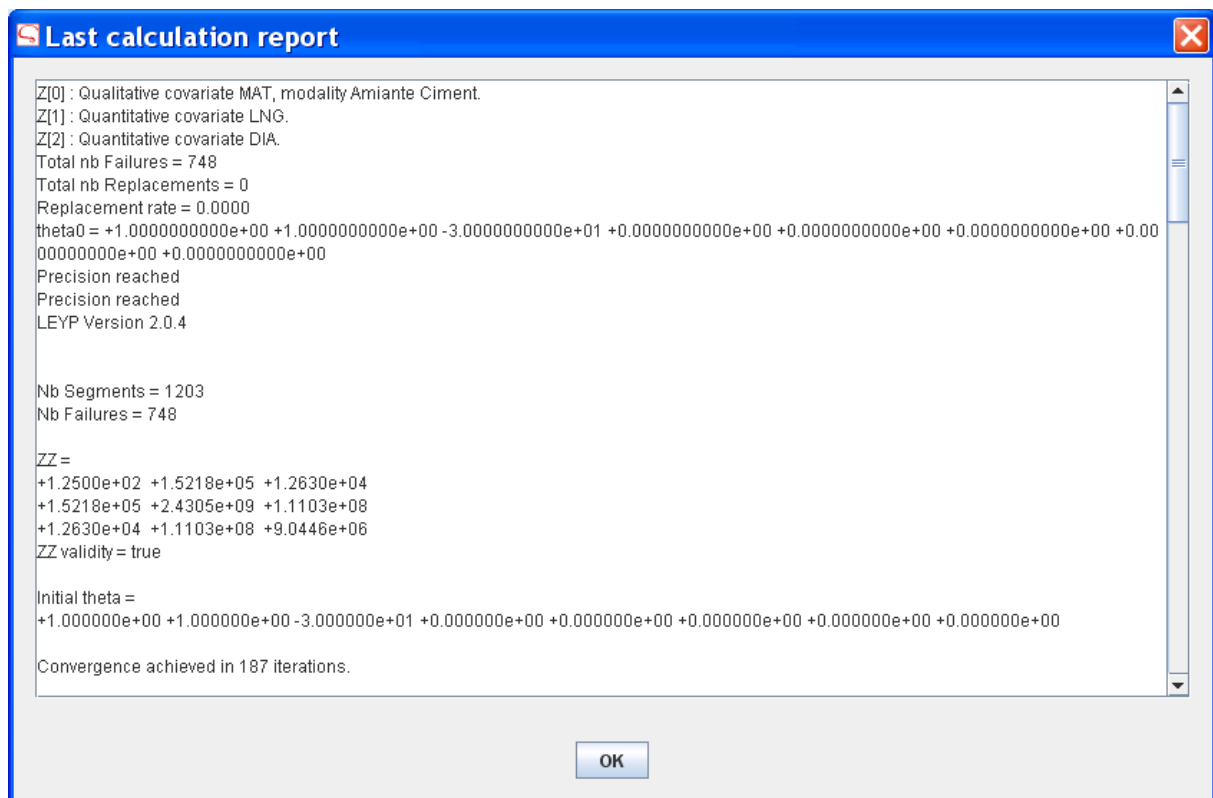 Last calculation report
Z[0] : Qualitative covariate MAT, modality Amiante Ciment.
Z[1] : Quantitative covariate LNG.
Z[2] : Quantitative covariate DIA.
Total nb Failures = 748
Total nb Replacements = 0
Replacement rate = 0.0000
theta0 = +1.0000000000e+00 +1.0000000000e+00 -3.0000000000e+01 +0.0000000000e+00 +0.0000000000e+00 +0.0000000000e+00 +0.00
00000000e+00 +0.0000000000e+00
Precision reached
Precision reached
LEYP Version 2.0.4
Nb Segments = 1203
Nb Failures = 748
ZZ =
+1.2500e+02 +1.5218e+05 +1.2630e+04
+1.5218e+05 +2.4305e+09 +1.1103e+08
+1.2630e+04 +1.1103e+08 +9.0446e+06
ZZ validity = true
Initial theta =
+1.000000e+00 +1.000000e+00 -3.000000e+01 +0.000000e+00 +0.000000e+00 +0.000000e+00 +0.000000e+00 +0.000000e+00
Convergence achieved in 187 iterations.
OK